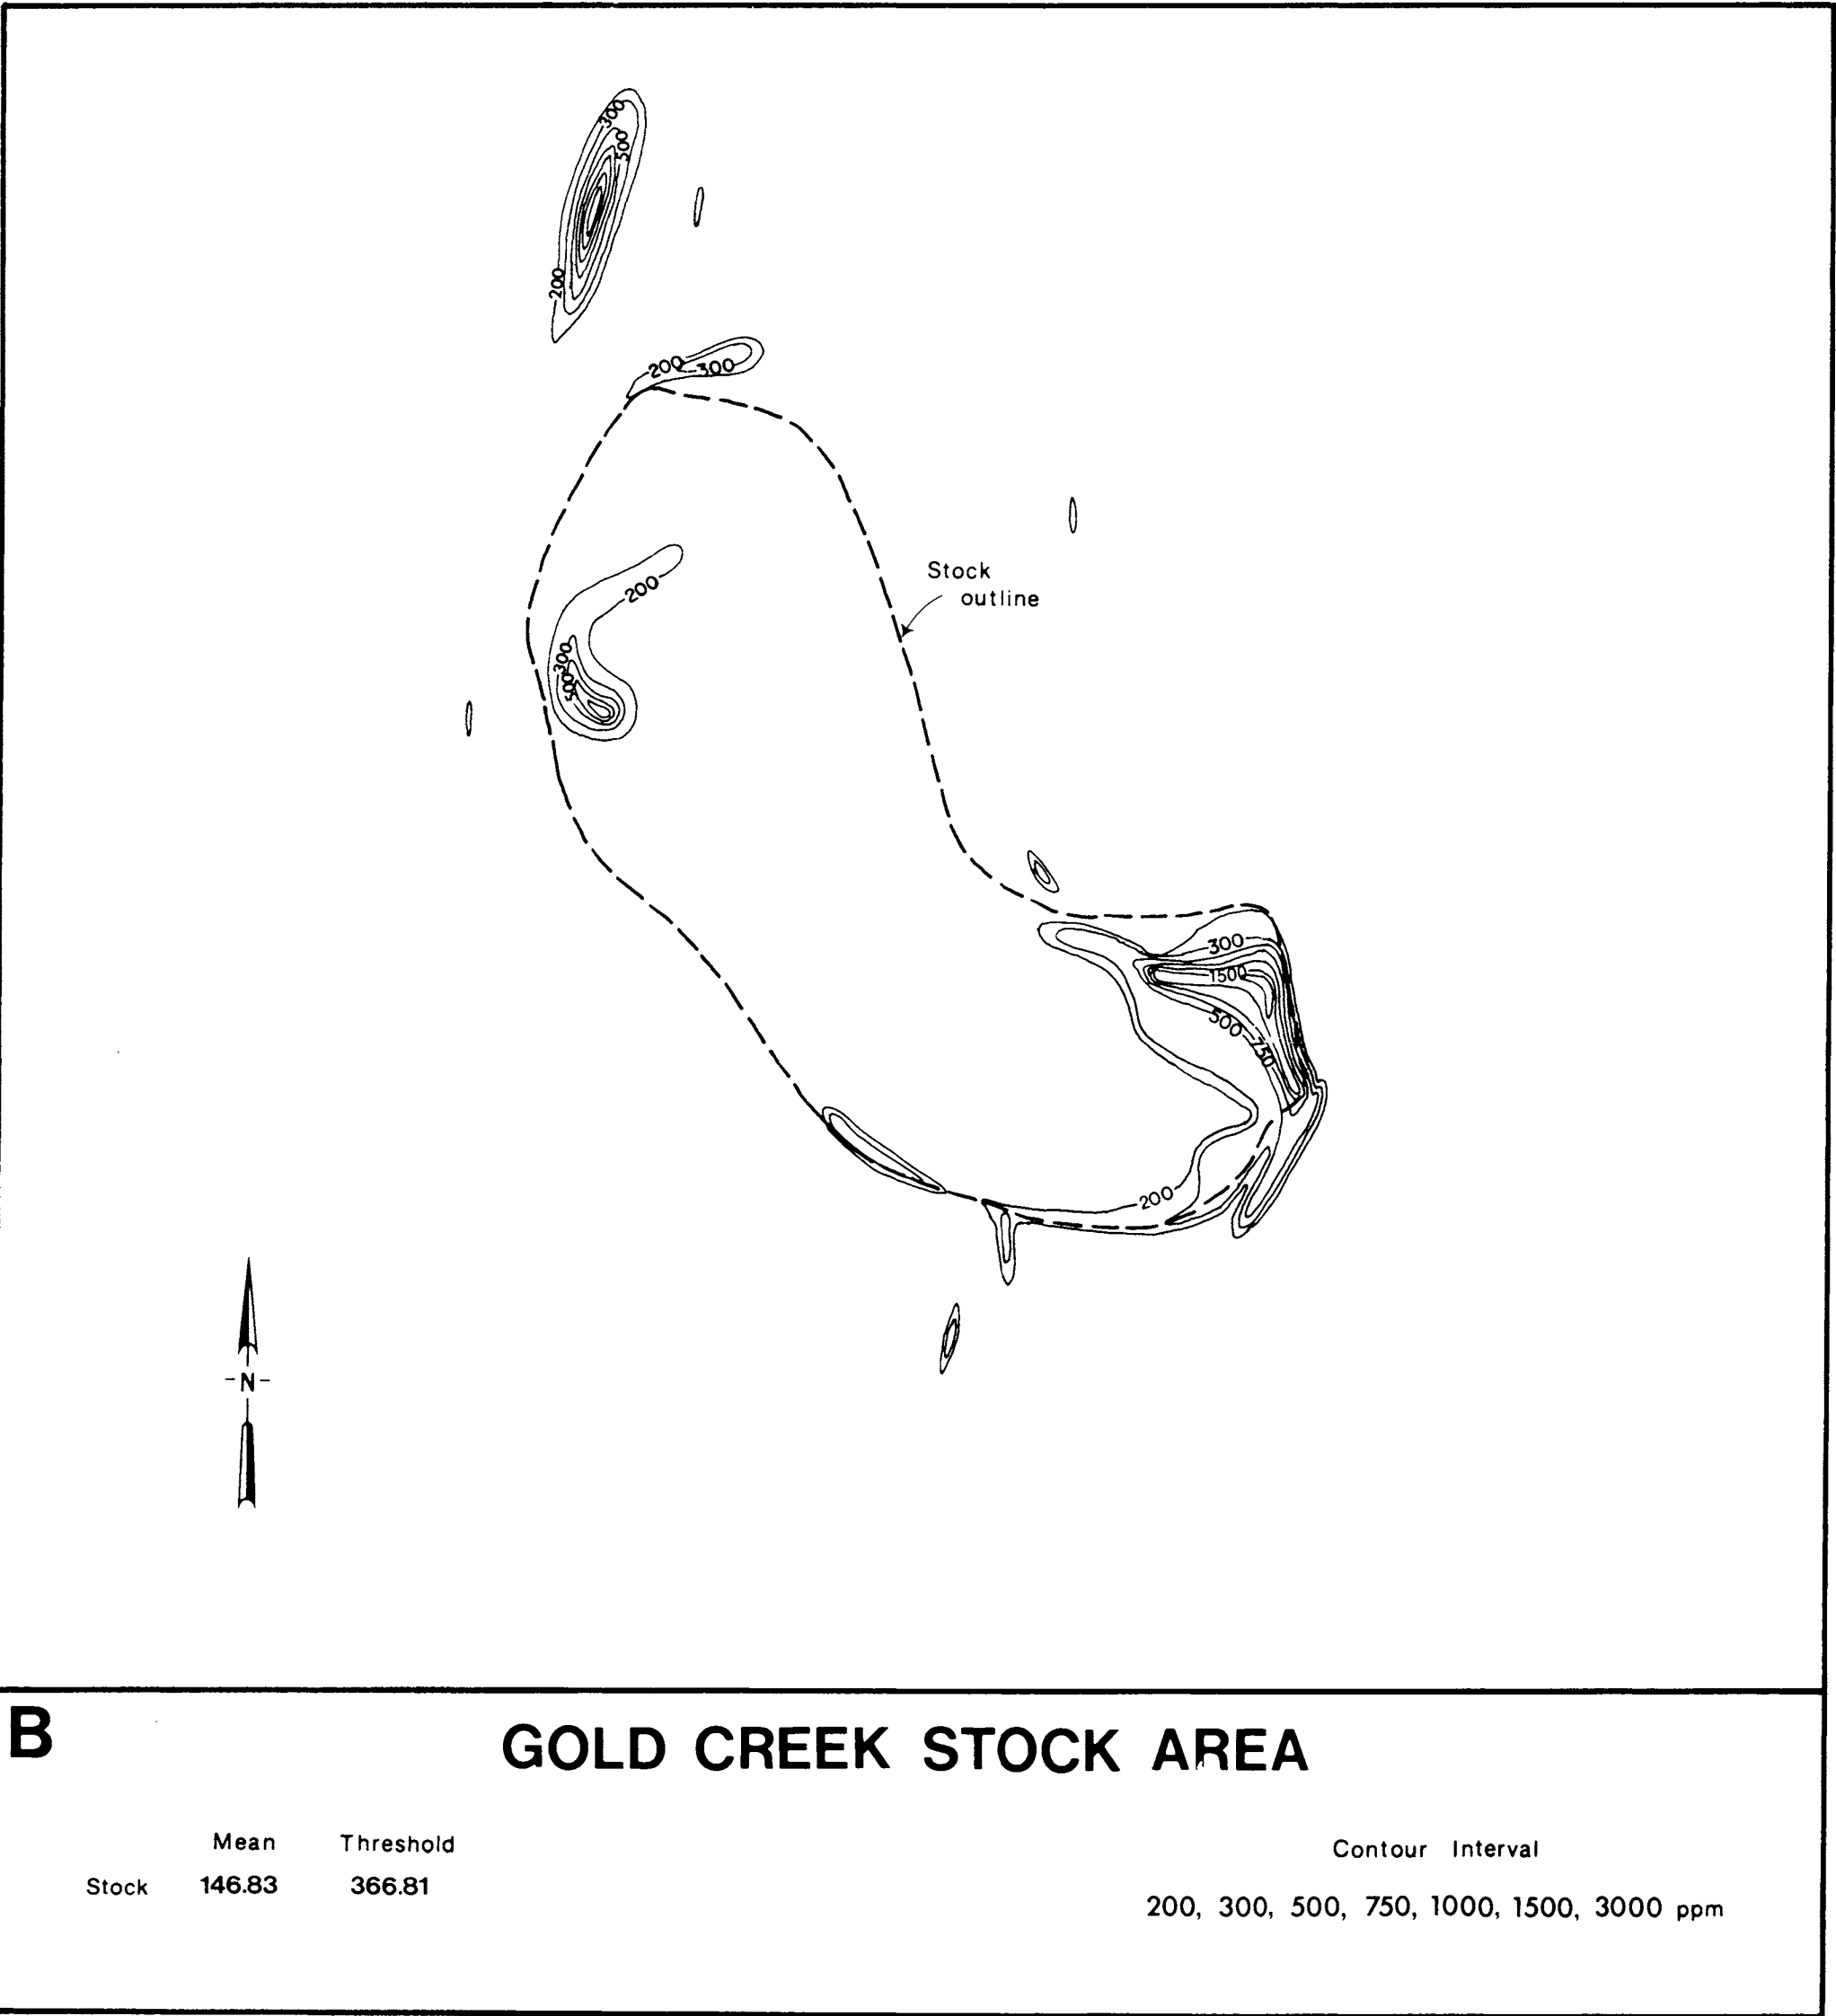 300
500
200
200 300
Stock
outline
200
300
500
300
1500
500
750
200
-N-
B
GOLD CREEK STOCK AREA
Mean Threshold
Stock 146.83 366.81
Contour Interval
200, 300, 500, 750, 1000, 1500, 3000 ppm